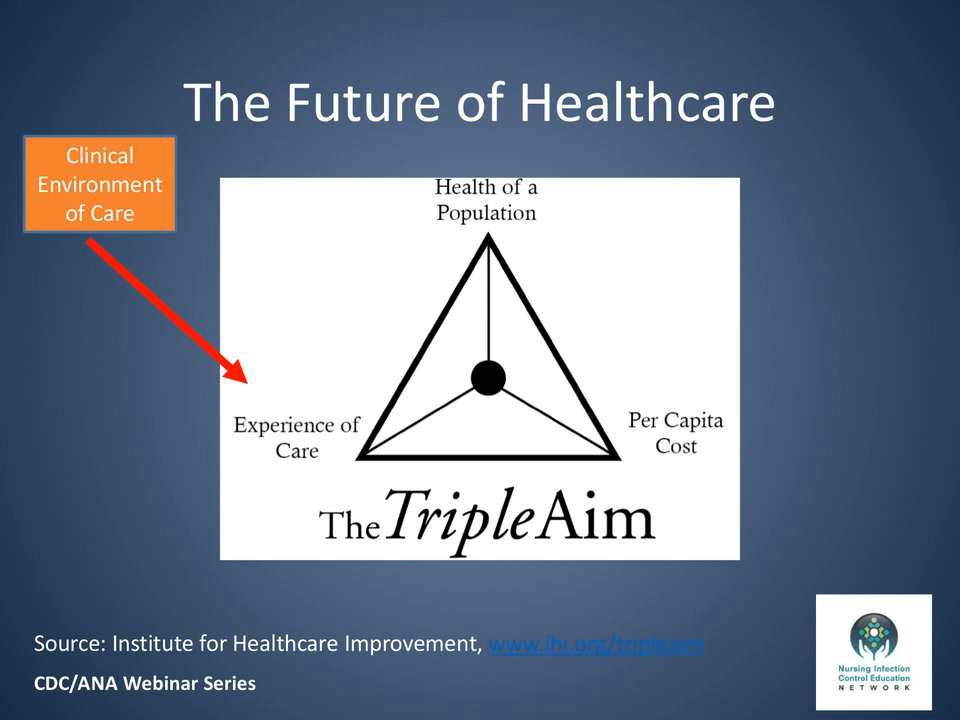 The Future of Healthcare
Clinical
Environment
of Care
Health of a
Population
Experience of
Care
Per Capita
Cost
The Triple Aim
Source: Institute for Healthcare Improvement, www.ihi.org/tripleaim
CDC/ANA Webinar Series
Nursing Infection
Control Education
NETWORK